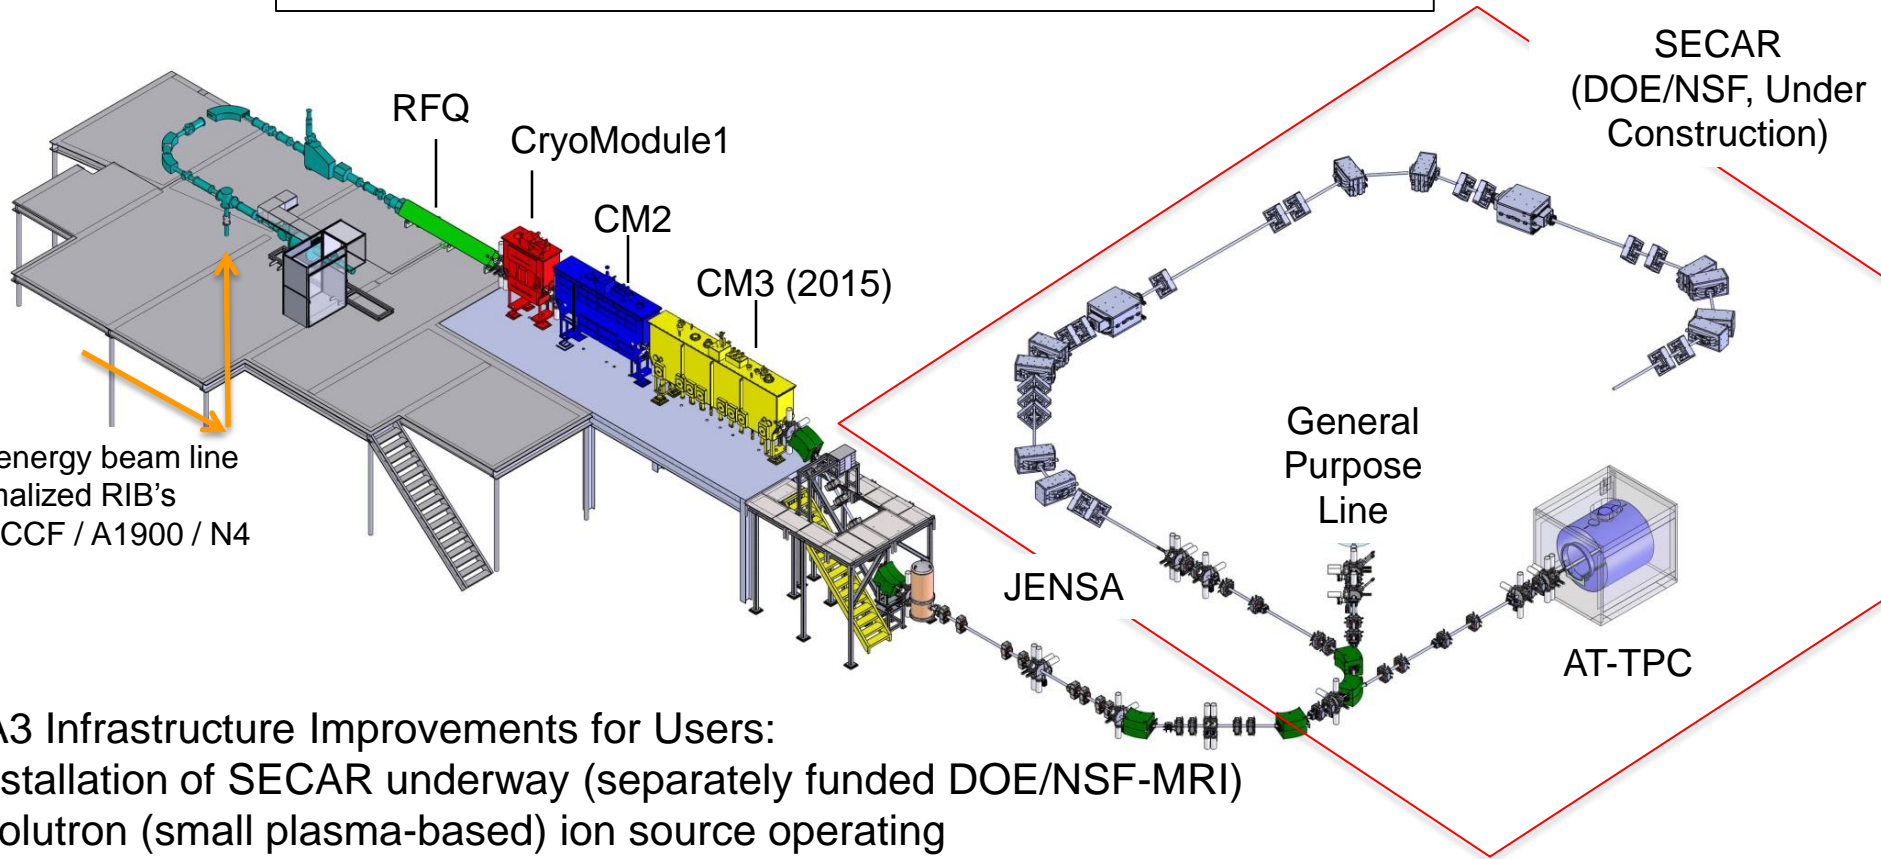 SECAR
(DOE/NSF, Under
Construction)
RFQ
CryoModule1
CM2
CM3 (2015)
General
Purpose
Line
energy beam line
nalized RIB's
CCF / A1900 / N4
JENSA
AT-TPC
A3 Infrastructure Improvements for Users:
stallation of SECAR underway (separately funded DOE/NSF-MRI)
olutron (small plasma-based) ion source operating